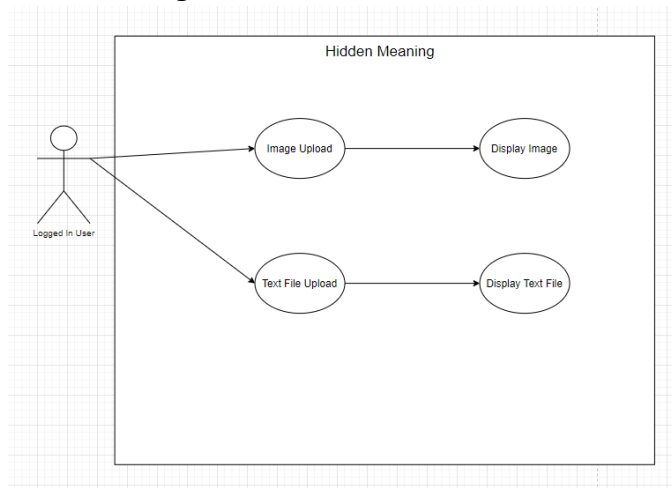 Hidden Meaning
Image Upload
Display Image
Logged In User
Text File Upload
Display Text File